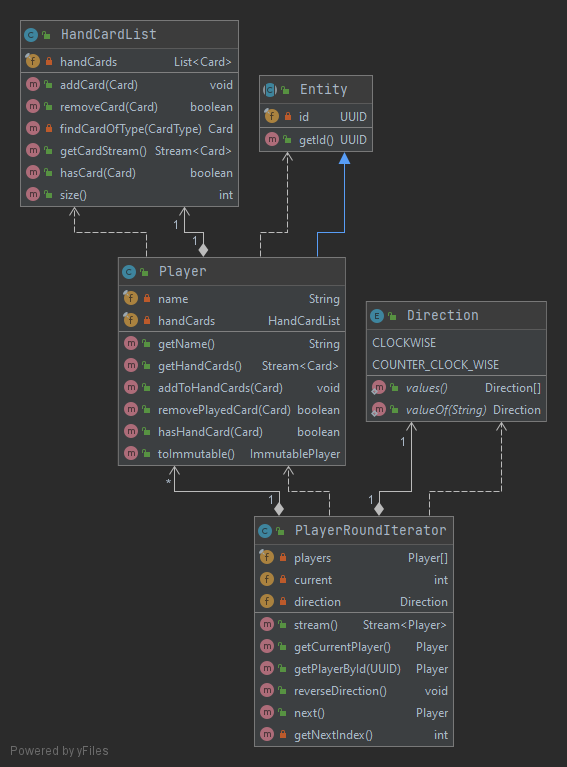 HandCardList
handCards List<Card>
addCard(Card) void
removeCard(Card) boolean
findCardOfType(CardType) Card
getCardStream() Stream<Card>
hasCard(Card) boolean
size() int
Entity
id UUID
getId() UUID
1
1
Player
name String
handCards HandCardList
getName() String
getHandCards() Stream<Card>
addToHandCards(Card) void
removePlayedCard(Card) boolean
hasHandCard(Card) boolean
toImmutable() ImmutablePlayer
Direction
CLOCKWISE
COUNTER_CLOCK_WISE
values() Direction[]
valueOf(String) Direction
1
*
1
1
PlayerRoundIterator
players Player[]
current int
direction Direction
stream() Stream<Player>
getCurrentPlayer() Player
getPlayerById(UUID) Player
reverseDirection() void
next() Player
getNextIndex() int
Powered by yFiles